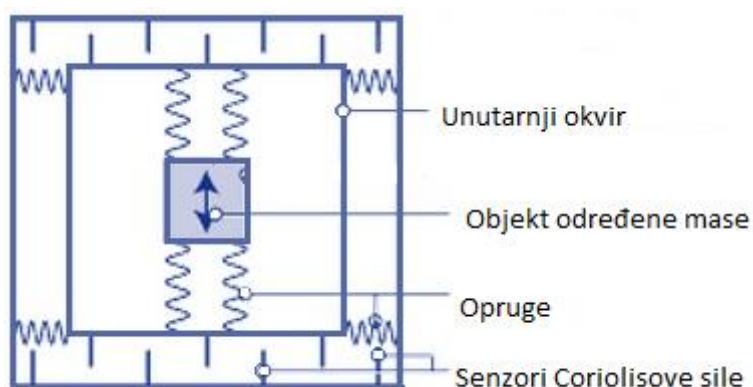 Unutarnji okvir
Objekt određene mase
Opruge
Senzori Coriolisove sile